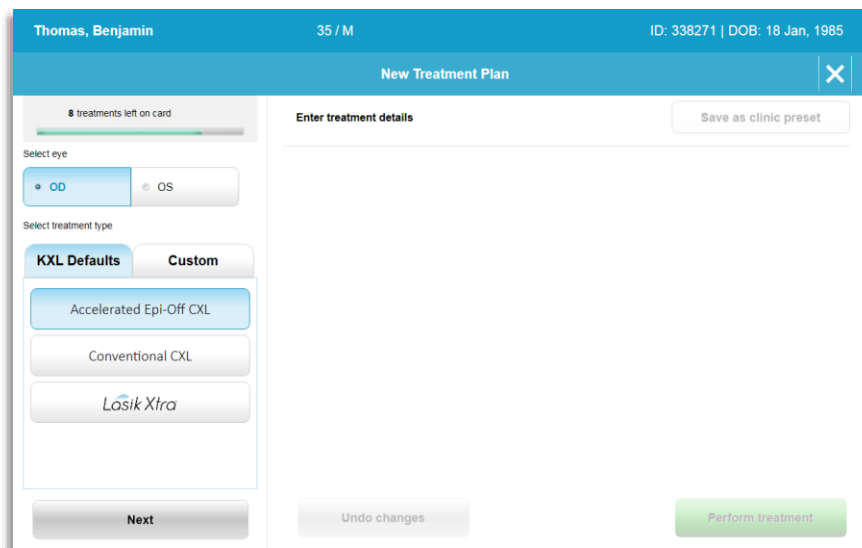 Thomas, Benjamin 35 / M ID: 338271 | DOB: 18 Jan, 1985
New Treatment Plan
8 treatments left on card
Select eye
OD OS
Select treatment type
KXL Defaults Custom
Accelerated Epi-Off CXL
Conventional CXL
Lasik Xtra
Next
Enter treatment details Save as clinic preset
Undo changes Perform treatment